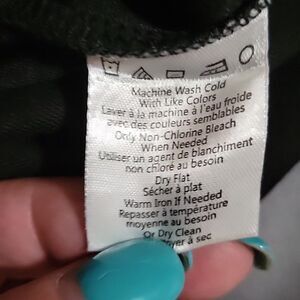 Machine Wash Cold
With Like Colors
Laver à la machine à l'eau froide
avec des couleurs semblables
Only Non-Chlorine Bleach
When Needed
Utiliser un agent de blanchiment
non chloré au besoin
Dry Flat
Sécher à plat
Warm Iron If Needed
Repasser à température
moyenne au besoin
Or Dry Clean
à sec